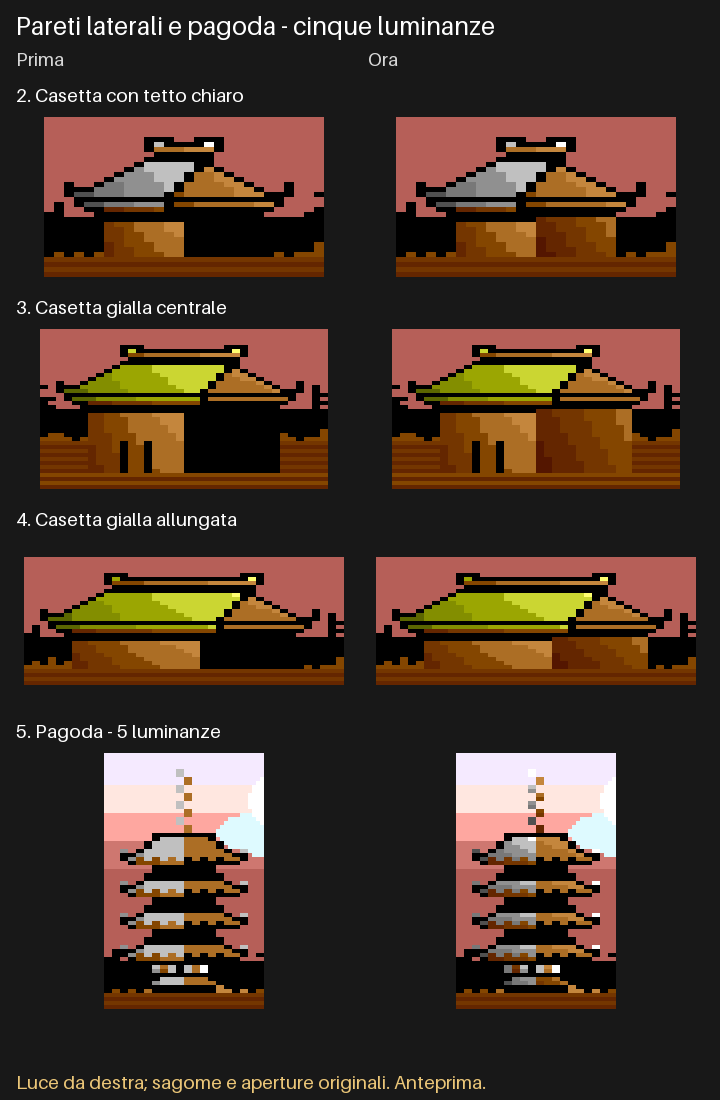 Pareti laterali e pagoda - cinque luminanze
Prima
Ora
2. Casetta con tetto chiaro
3. Casetta gialla centrale
4. Casetta gialla allungata
5. Pagoda - 5 luminanze
Luce da destra; sagome e aperture originali. Anteprima.